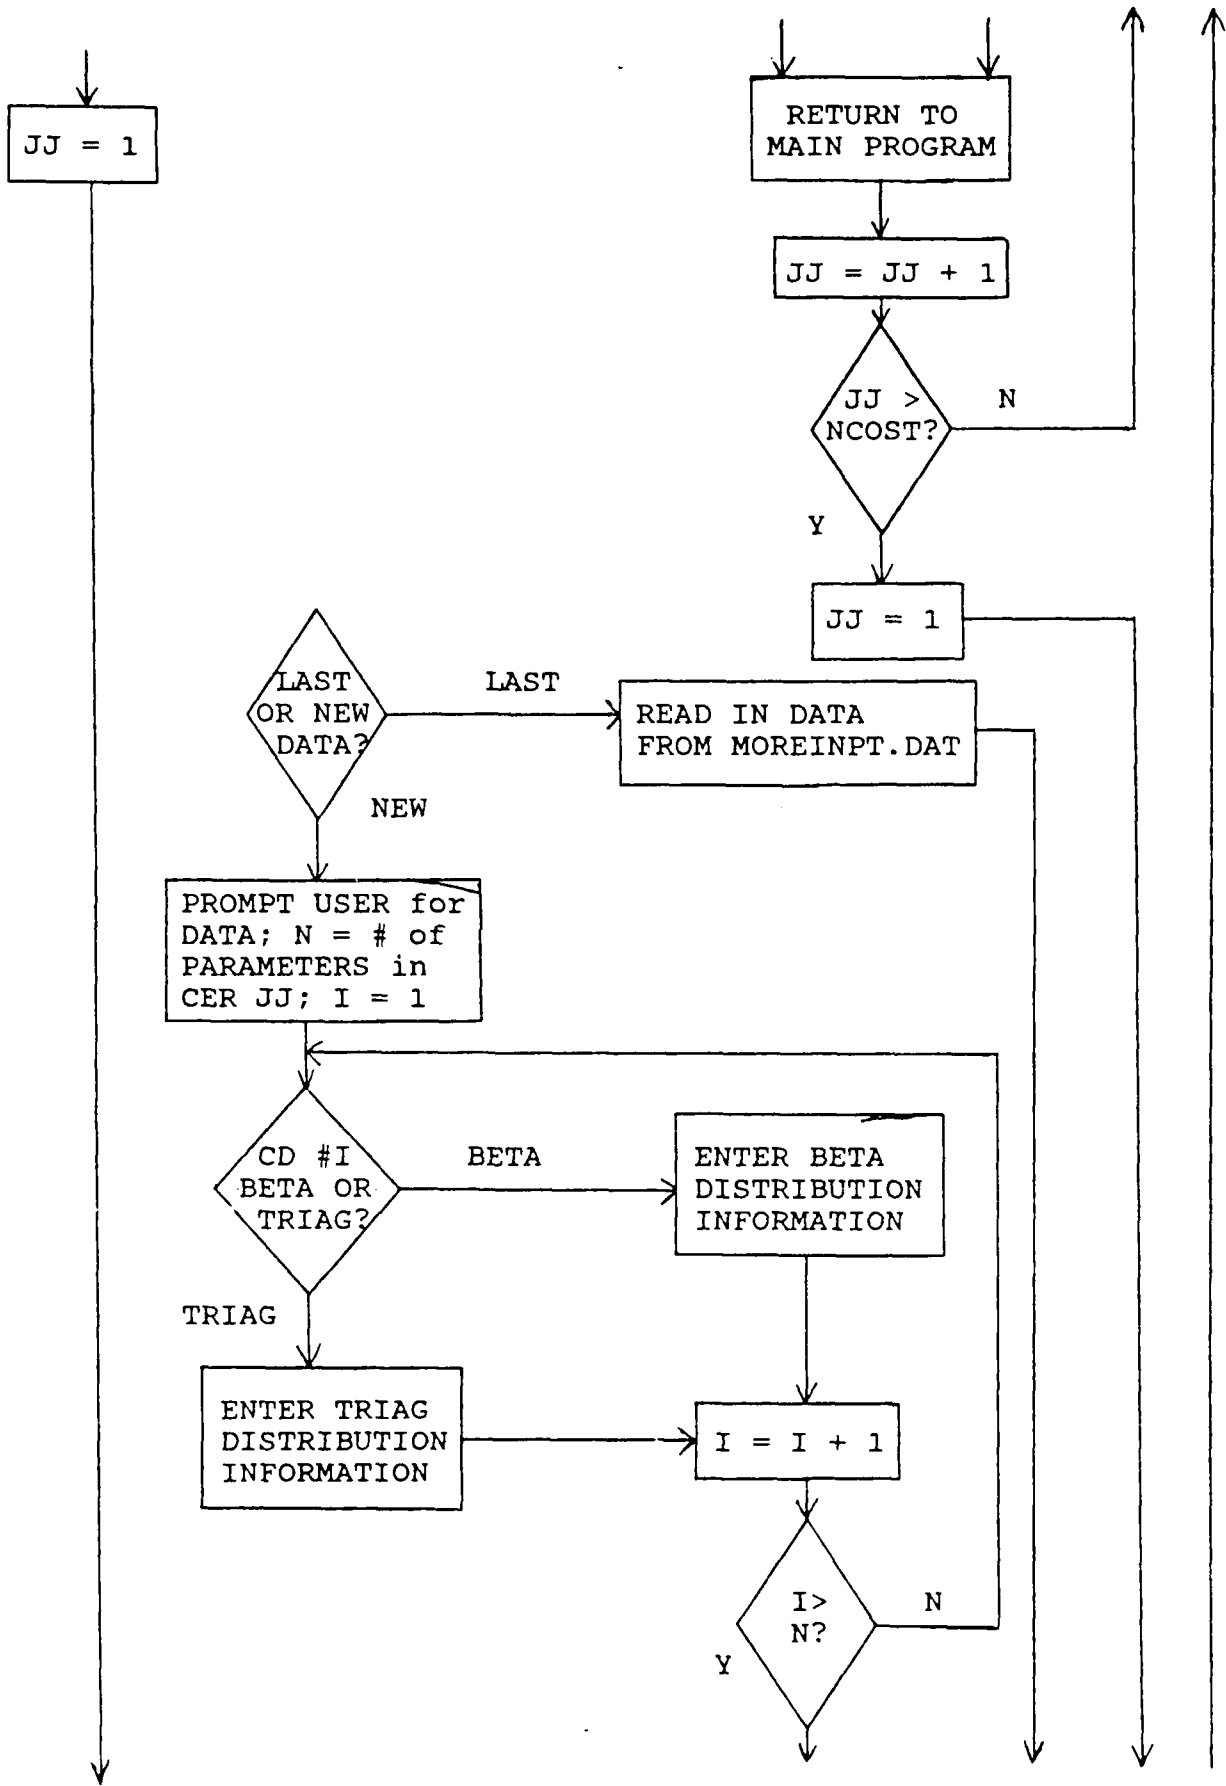 JJ = 1
RETURN TO
MAIN PROGRAM
JJ = JJ + 1
JJ >
NCOST?
N
Y
JJ = 1
LAST
OR NEW
DATA?
LAST
READ IN DATA
FROM MOREINPT.DAT
NEW
PROMPT USER for
DATA; N = # of
PARAMETERS in
CER JJ; I = 1
CD #I
BETA OR
TRIAG?
BETA
ENTER BETA
DISTRIBUTION
INFORMATION
TRIAG
ENTER TRIAG
DISTRIBUTION
INFORMATION
I = I + 1
I>
N?
N
Y